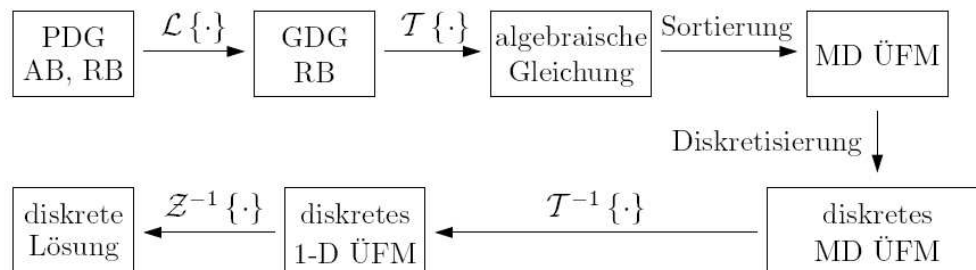 PDG
AB, RB
ℒ {·}
GDG
RB
𝒯 {·}
algebraische
Gleichung
Sortierung
MD ÜFM
Diskretisierung
diskretes
MD ÜFM
𝒯⁻¹ {·}
diskretes
1-D ÜFM
𝒵⁻¹ {·}
diskrete
Lösung